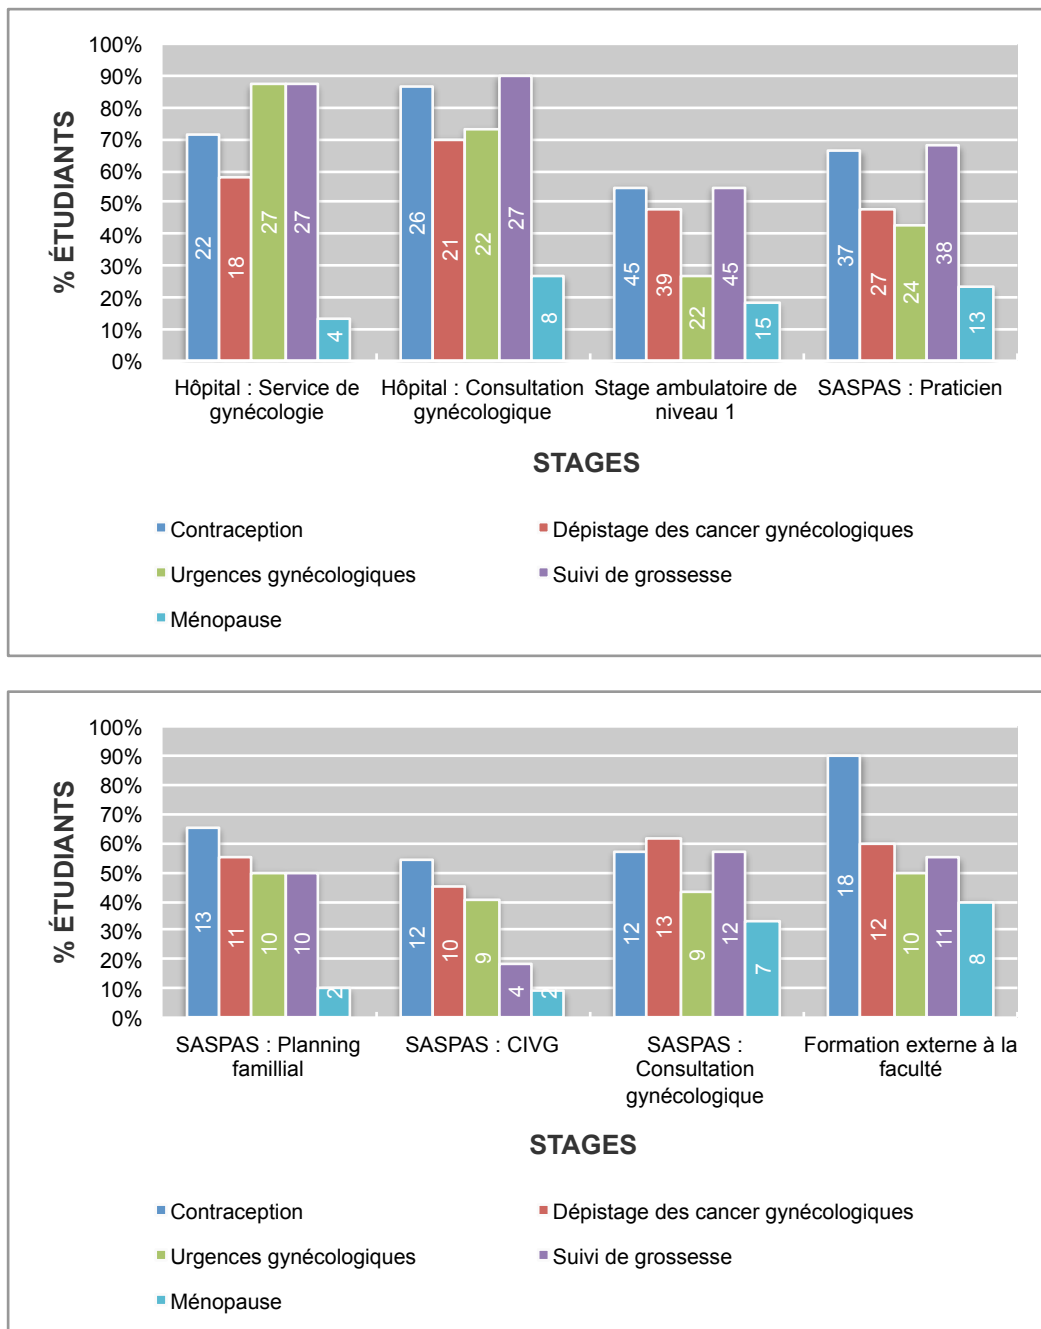 100%
90%
80%
70%
60%
50%
40%
30%
20%
10%
0%
% ÉTUDIANTS
22
18
27
27
4
26
21
22
27
8
45
39
22
45
15
37
27
24
38
13
Hôpital : Service de
gynécologie
Hôpital : Consultation
gynécologique
Stage ambulatoire de
niveau 1
SASPAS : Praticien
STAGES
Contraception
Dépistage des cancer gynécologiques
Urgences gynécologiques
Suivi de grossesse
Ménopause
100%
90%
80%
70%
60%
50%
40%
30%
20%
10%
0%
% ÉTUDIANTS
13
11
10
10
2
12
10
9
4
2
12
13
9
12
7
18
12
10
11
8
SASPAS : Planning
famillial
SASPAS : CIVG
SASPAS :
Consultation
gynécologique
Formation externe à la
faculté
STAGES
Contraception
Dépistage des cancer gynécologiques
Urgences gynécologiques
Suivi de grossesse
Ménopause